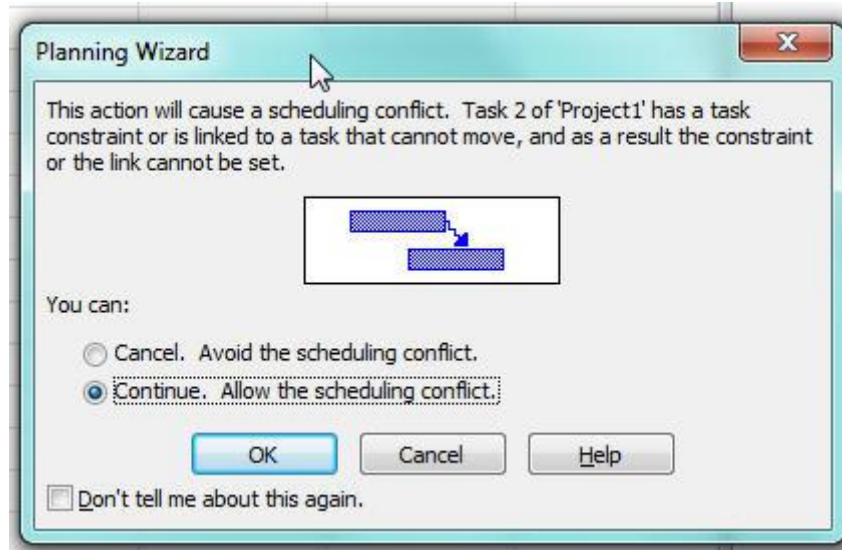 Planning Wizard
This action will cause a scheduling conflict.  Task 2 of 'Project1' has a task
constraint or is linked to a task that cannot move, and as a result the constraint
or the link cannot be set.
You can:
Cancel.  Avoid the scheduling conflict.
Continue.  Allow the scheduling conflict.
OK Cancel Help
Don't tell me about this again.